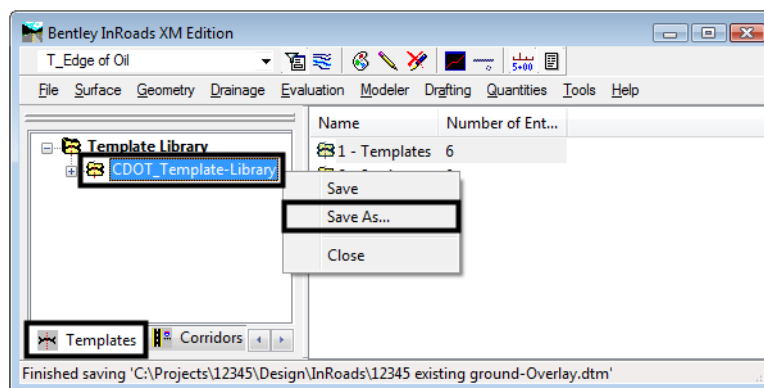 Bentley InRoads XM Edition
T_Edge of Oil
5+00
File Surface Geometry Drainage Evaluation Modeler Drafting Quantities Tools Help
Name Number of Ent...
Template Library
1 - Templates 6
CDOT_Template-Library
Save
Save As...
Close
Templates Corridors
Finished saving 'C:\Projects\12345\Design\InRoads\12345 existing ground-Overlay.dtm'